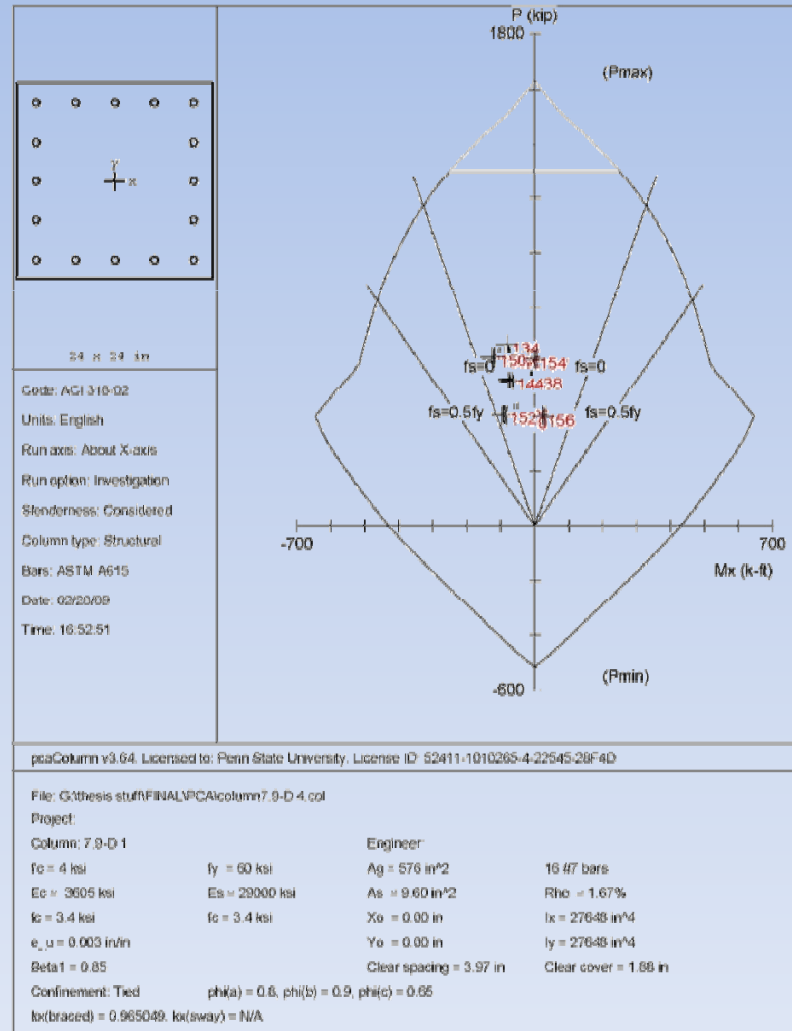 P (kip)
1800
(Pmax)
y
x
24 x 24 in
fs=0
fs=0
fs=0.5fy
fs=0.5fy
134
154
14438
156
Code: ACI 318-02
Units: English
Run axis: About X-axis
Run option: Investigation
Slenderness: Considered
Column type: Structural
Bars: ASTM A615
Date: 02/20/09
Time: 16:52:51
-700
700
Mx (k-ft)
-600
(Pmin)
pcaColumn v3.64. Licensed to: Penn State University. License ID: 52411-1010265-4-22545-28F4D
File: G:\thesis stuff\FINAL\PCA\column7.9-D 4.col
Project:
Column: 7.9-D 1 Engineer:
f'c = 4 ksi fy = 60 ksi Ag = 576 in^2 16 #7 bars
Ec = 3605 ksi Es = 29000 ksi As = 9.60 in^2 Rho = 1.67%
fc = 3.4 ksi fc = 3.4 ksi Xo = 0.00 in Ix = 27648 in^4
e_u = 0.003 in/in Yo = 0.00 in Iy = 27648 in^4
Beta1 = 0.85 Clear spacing = 3.97 in Clear cover = 1.88 in
Confinement: Tied phi(a) = 0.8, phi(b) = 0.9, phi(c) = 0.65
kx(braced) = 0.965049, kx(sway) = N/A